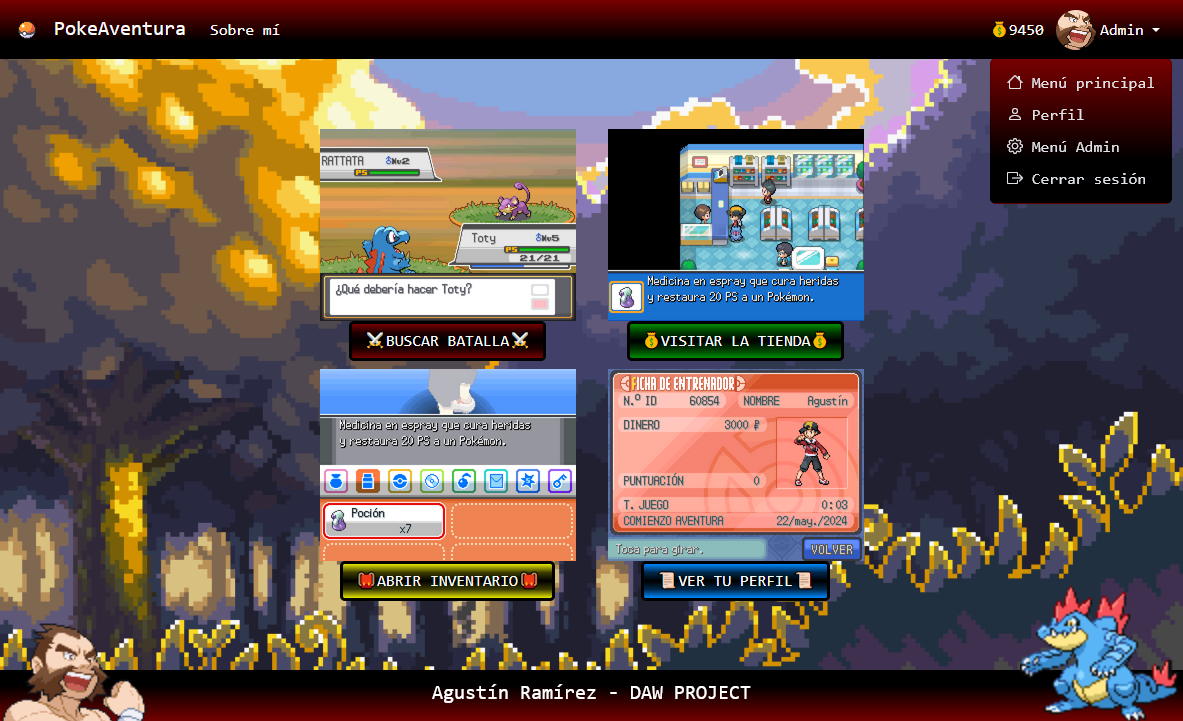 PokeAventura Sobre mí 9450 Admin
Menú principal
Perfil
Menú Admin
Cerrar sesión
RATTATA ♂Nv2
PS
Toty ♂Nv5
PS
21/21
¿Qué debería hacer Toty?
Medicina en espray que cura heridas
y restaura 20 PS a un Pokémon.
BUSCAR BATALLA
VISITAR LA TIENDA
Medicina en espray que cura heridas
y restaura 20 PS a un Pokémon.
Poción
x7
FICHA DE ENTRENADOR
N.º ID 60854 NOMBRE Agustín
DINERO 3000 ₽
PUNTUACIÓN 0
T. JUEGO 0:03
COMIENZO AVENTURA 22/may./2024
Toca para girar. VOLVER
ABRIR INVENTARIO
VER TU PERFIL
Agustín Ramírez - DAW PROJECT